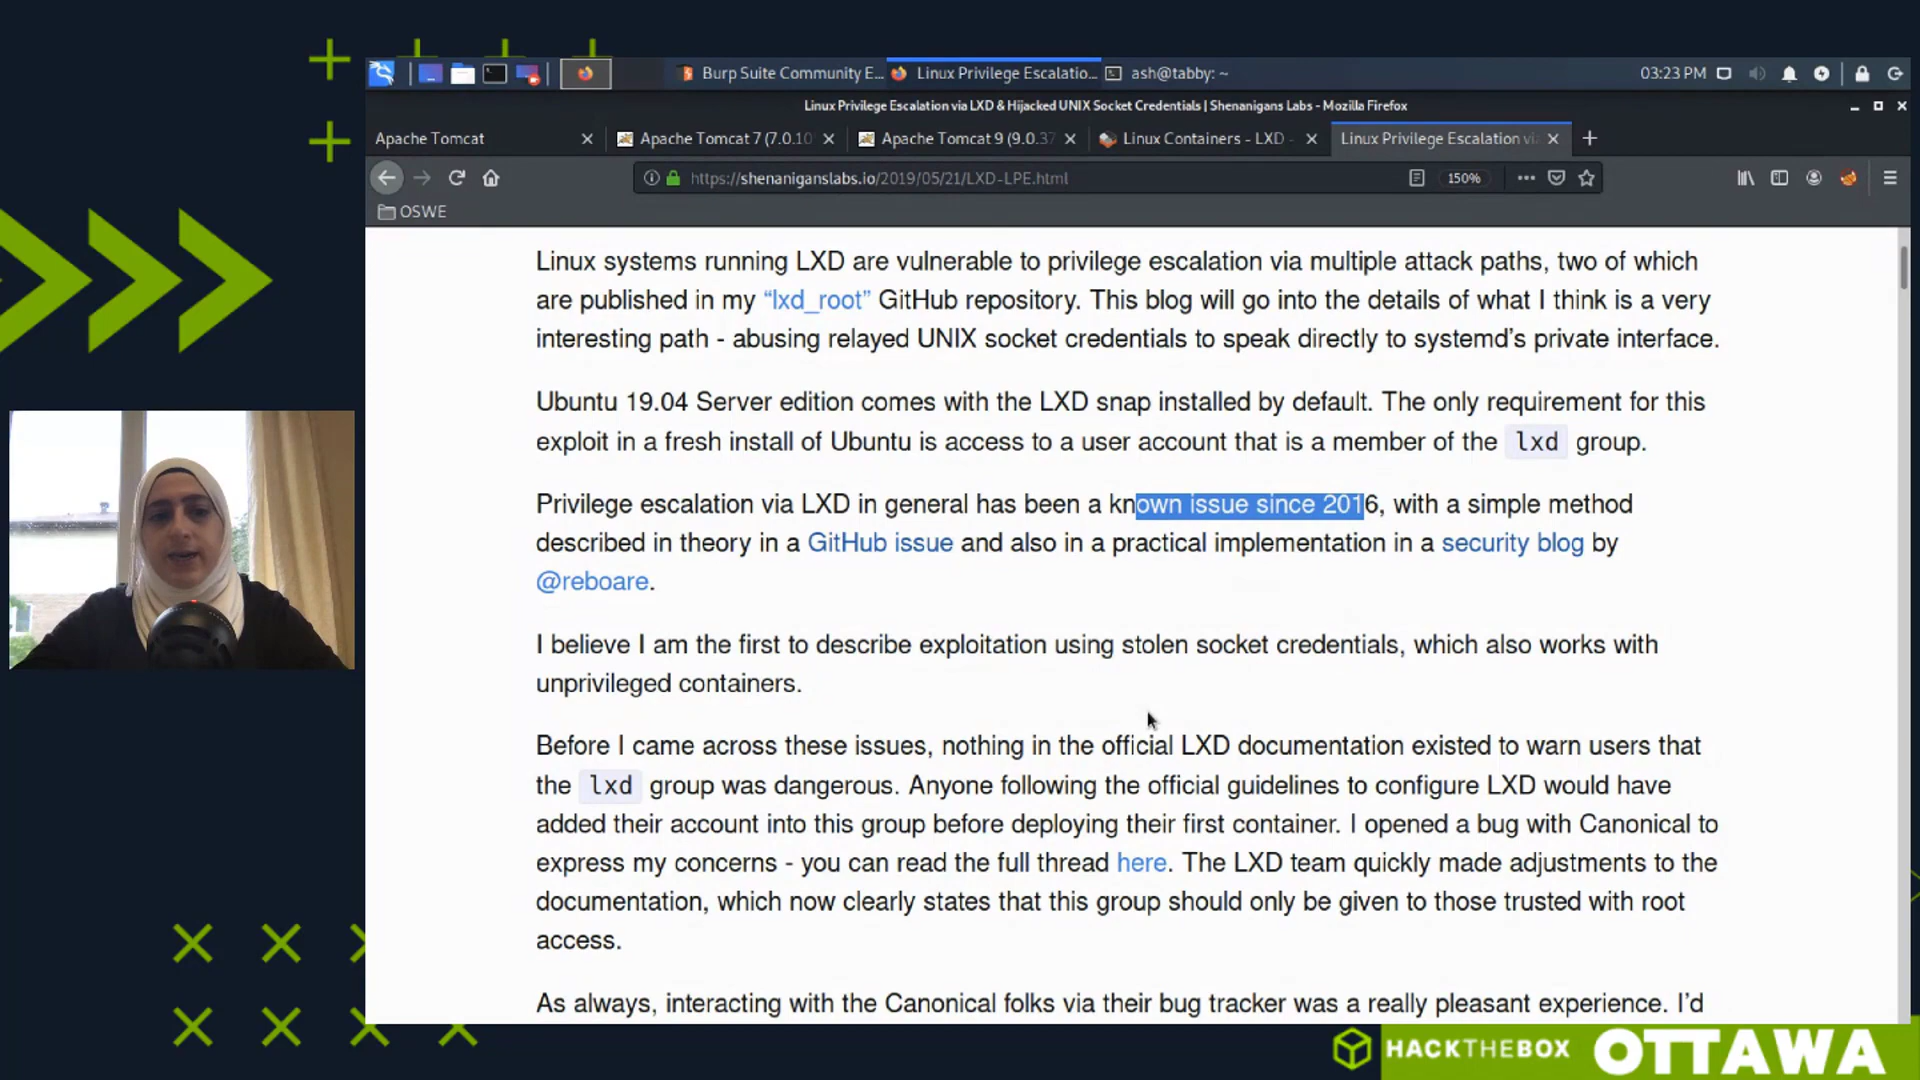 Burp Suite Community E...
Linux Privilege Escalatio...
ash@tabby: ~
03:23 PM
Linux Privilege Escalation via LXD & Hijacked UNIX Socket Credentials | Shenanigans Labs - Mozilla Firefox
Apache Tomcat
Apache Tomcat 7 (7.0.10
Apache Tomcat 9 (9.0.37
Linux Containers - LXD -
Linux Privilege Escalation vi
https://shenaniganslabs.io/2019/05/21/LXD-LPE.html
150%
OSWE
Linux systems running LXD are vulnerable to privilege escalation via multiple attack paths, two of which
are published in my “lxd_root” GitHub repository. This blog will go into the details of what I think is a very
interesting path - abusing relayed UNIX socket credentials to speak directly to systemd’s private interface.
Ubuntu 19.04 Server edition comes with the LXD snap installed by default. The only requirement for this
exploit in a fresh install of Ubuntu is access to a user account that is a member of the lxd group.
Privilege escalation via LXD in general has been a known issue since 2016, with a simple method
described in theory in a GitHub issue and also in a practical implementation in a security blog by
@reboare.
I believe I am the first to describe exploitation using stolen socket credentials, which also works with
unprivileged containers.
Before I came across these issues, nothing in the official LXD documentation existed to warn users that
the lxd group was dangerous. Anyone following the official guidelines to configure LXD would have
added their account into this group before deploying their first container. I opened a bug with Canonical to
express my concerns - you can read the full thread here. The LXD team quickly made adjustments to the
documentation, which now clearly states that this group should only be given to those trusted with root
access.
As always, interacting with the Canonical folks via their bug tracker was a really pleasant experience. I’d
HACKTHEBOX OTTAWA